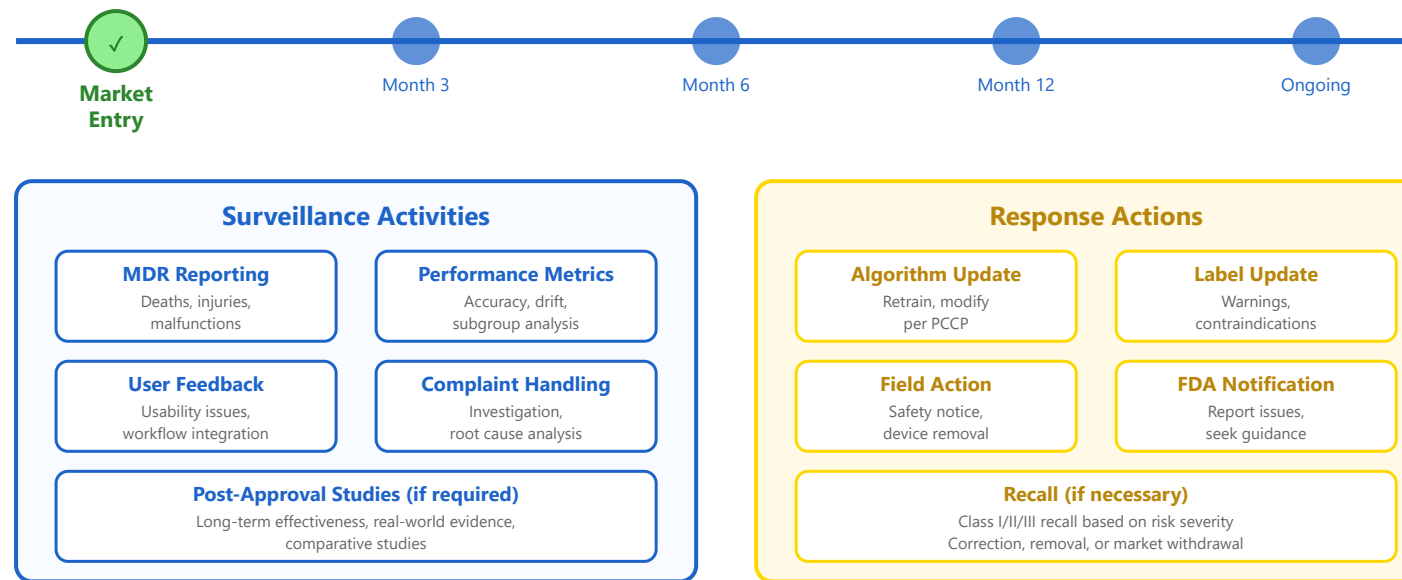 ✓
Market
Entry
Month 3
Month 6
Month 12
Ongoing
Surveillance Activities
MDR Reporting
Deaths, injuries,
malfunctions
Performance Metrics
Accuracy, drift,
subgroup analysis
User Feedback
Usability issues,
workflow integration
Complaint Handling
Investigation,
root cause analysis
Post-Approval Studies (if required)
Long-term effectiveness, real-world evidence,
comparative studies
Response Actions
Algorithm Update
Retrain, modify
per PCCP
Label Update
Warnings,
contraindications
Field Action
Safety notice,
device removal
FDA Notification
Report issues,
seek guidance
Recall (if necessary)
Class I/II/III recall based on risk severity
Correction, removal, or market withdrawal